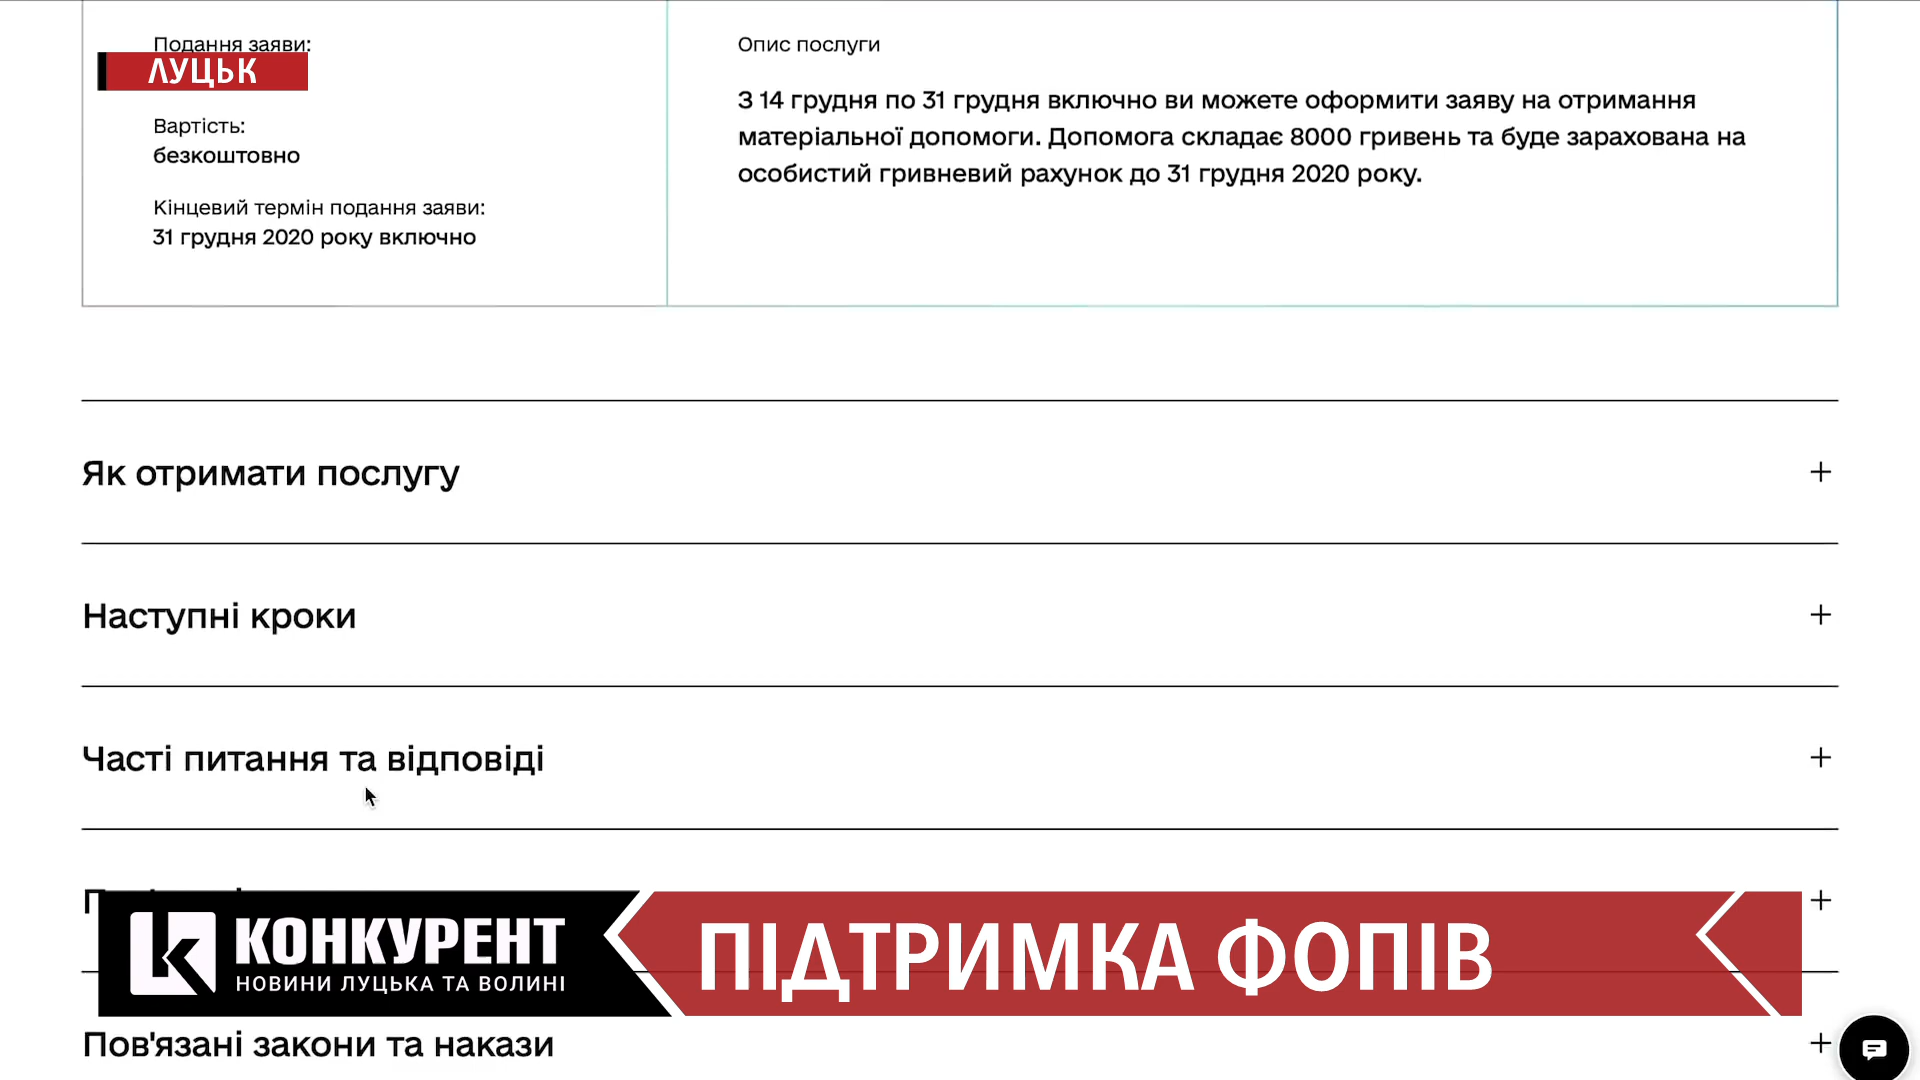 Подання заяви:
ЛУЦЬК
Вартість:
безкоштовно
Кінцевий термін подання заяви:
31 грудня 2020 року включно
Опис послуги
З 14 грудня по 31 грудня включно ви можете оформити заяву на отримання
матеріальної допомоги. Допомога складає 8000 гривень та буде зарахована на
особистий гривневий рахунок до 31 грудня 2020 року.
Як отримати послугу
Наступні кроки
Часті питання та відповіді
КОНКУРЕНТ
НОВИНИ ЛУЦЬКА ТА ВОЛИНІ
ПІДТРИМКА ФОПІВ
Пов'язані закони та накази